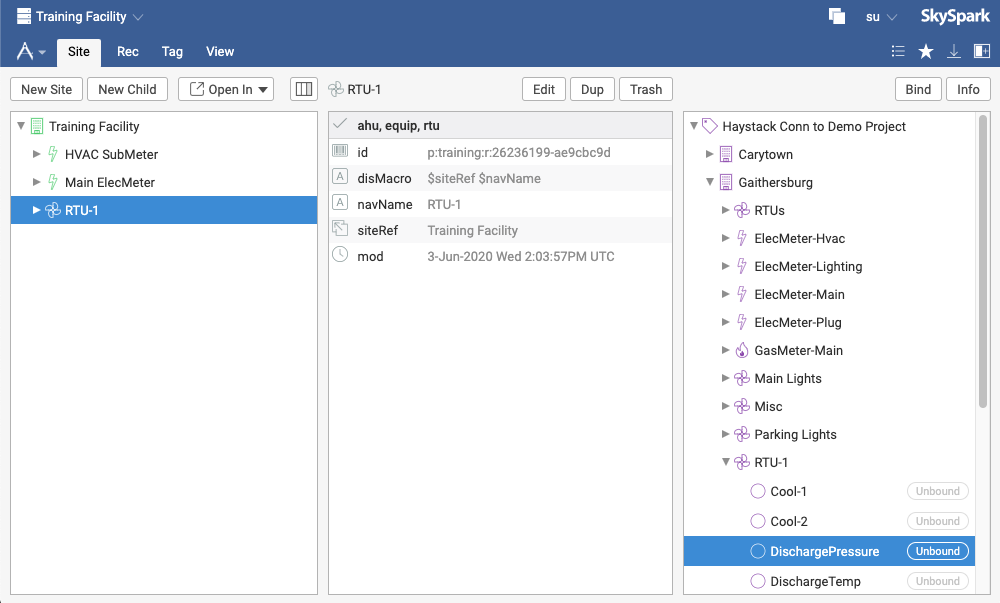 Training Facility
su
SkySpark
Site Rec Tag View
New Site New Child Open In
RTU-1
Edit Dup Trash
Bind Info
Training Facility
HVAC SubMeter
Main ElecMeter
RTU-1
ahu, equip, rtu
id p:training:r:26236199-ae9cbc9d
A disMacro $siteRef $navName
A navName RTU-1
siteRef Training Facility
mod 3-Jun-2020 Wed 2:03:57PM UTC
Haystack Conn to Demo Project
Carytown
Gaithersburg
RTUs
ElecMeter-Hvac
ElecMeter-Lighting
ElecMeter-Main
ElecMeter-Plug
GasMeter-Main
Main Lights
Misc
Parking Lights
RTU-1
Cool-1 Unbound
Cool-2 Unbound
DischargePressure Unbound
DischargeTemp Unbound